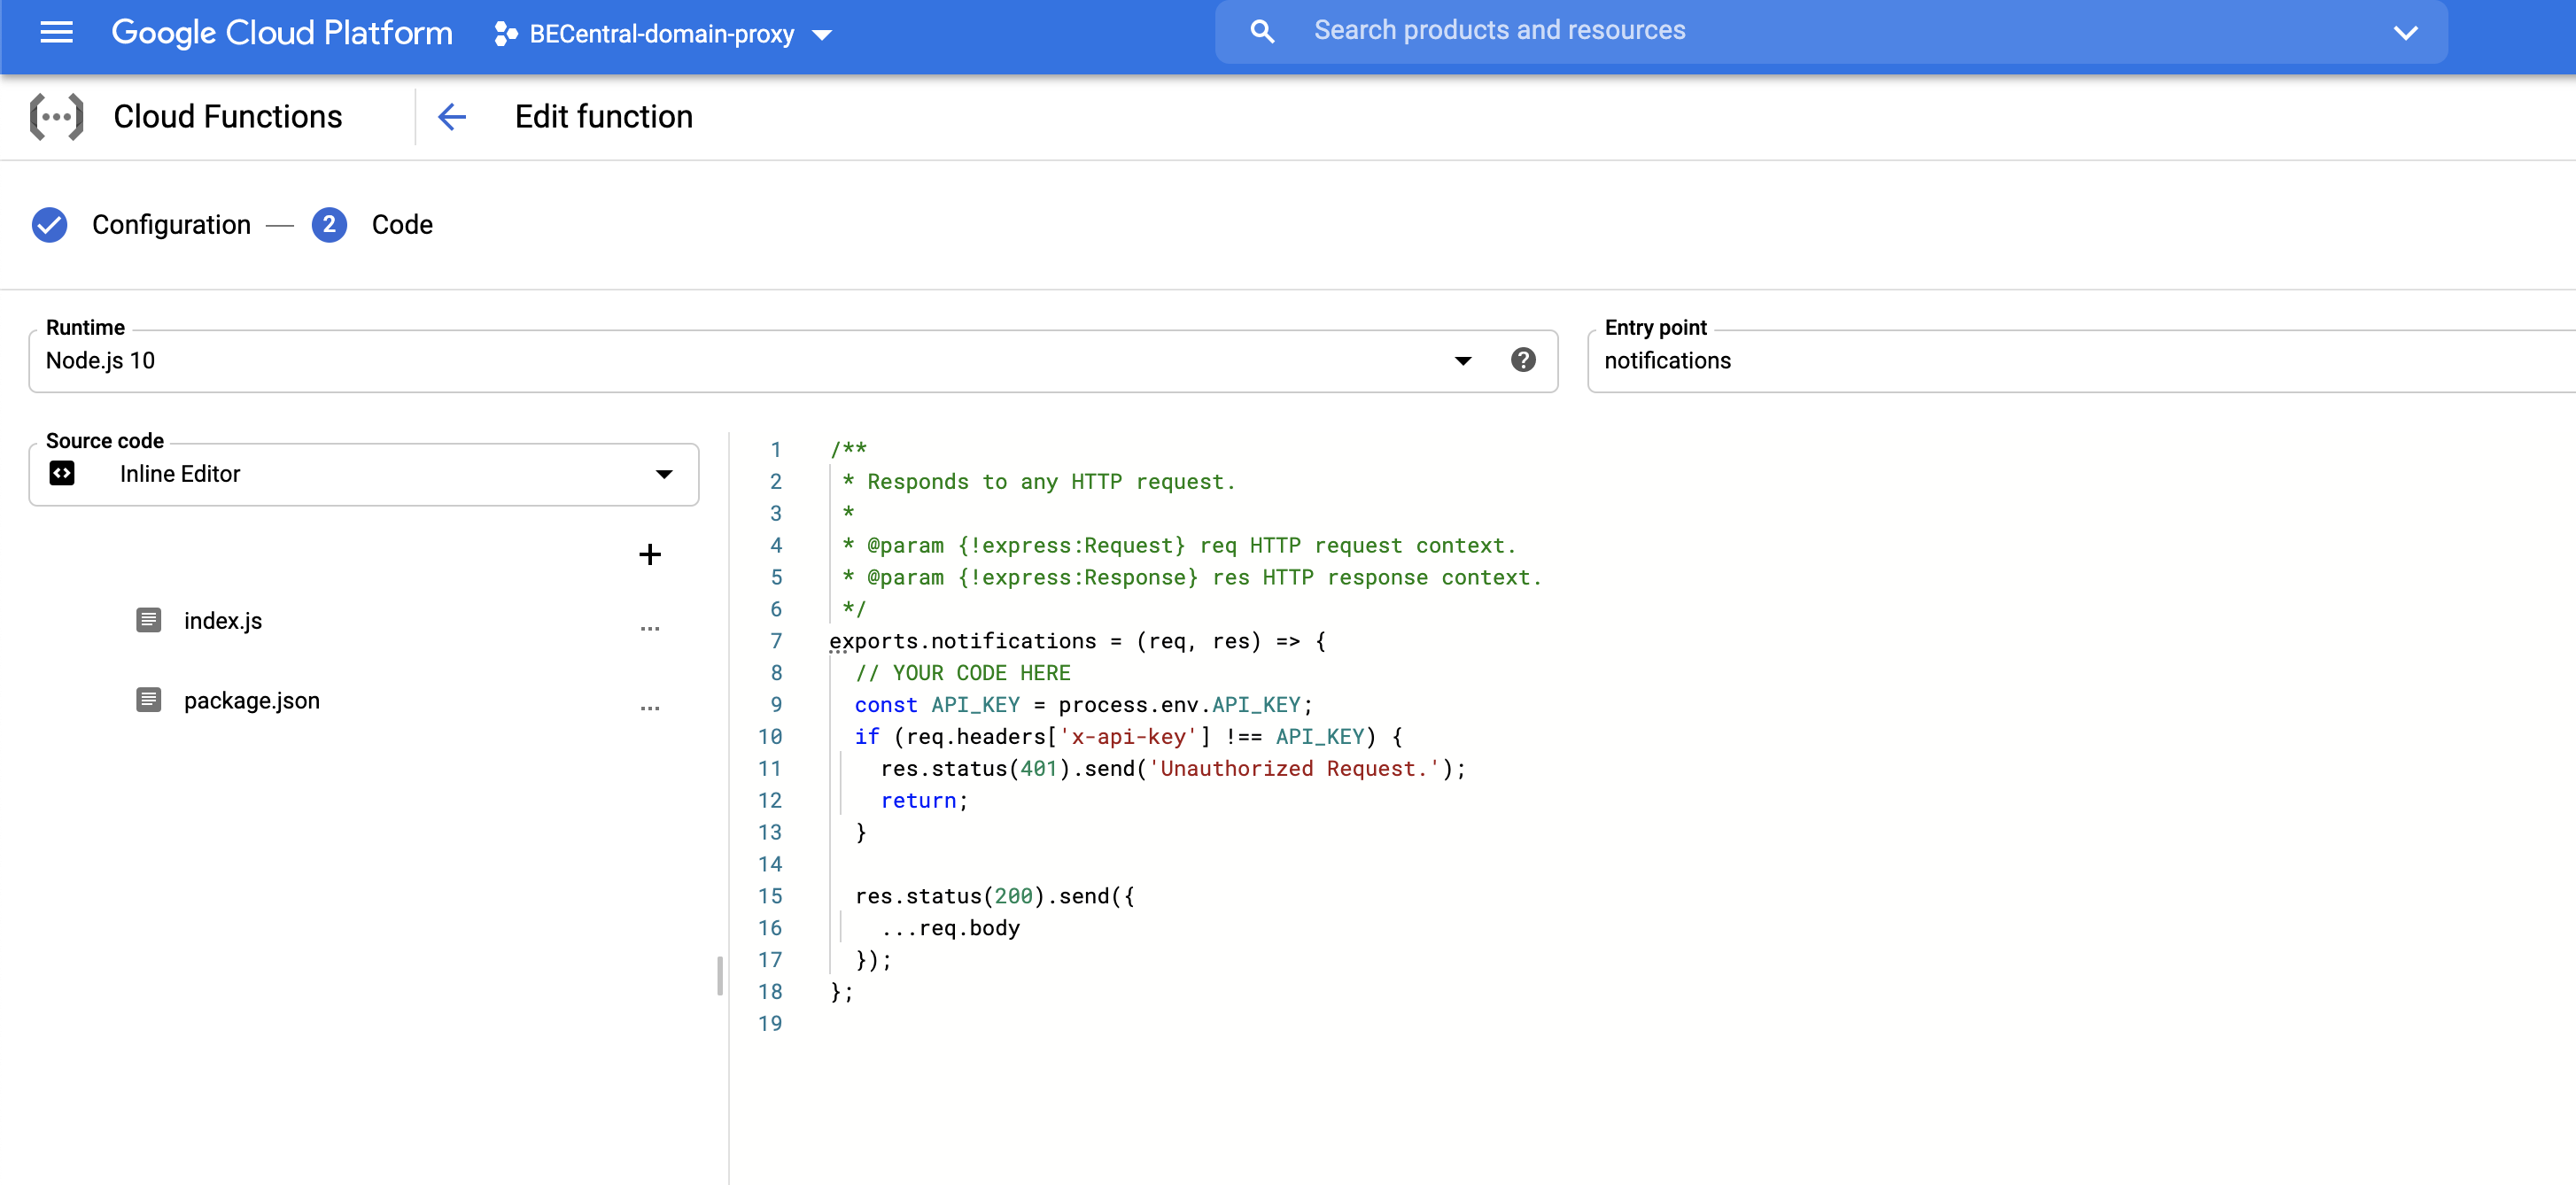 Google Cloud Platform BECentral-domain-proxy Search products and resources
Cloud Functions Edit function
Configuration 2 Code
Runtime
Node.js 10
Entry point
notifications
Source code
Inline Editor
index.js ...
package.json ...
1 /**
2 * Responds to any HTTP request.
3 *
4 * @param {!express:Request} req HTTP request context.
5 * @param {!express:Response} res HTTP response context.
6 */
7 exports.notifications = (req, res) => {
8 // YOUR CODE HERE
9 const API_KEY = process.env.API_KEY;
10 if (req.headers['x-api-key'] !== API_KEY) {
11 res.status(401).send('Unauthorized Request.');
12 return;
13 }
14
15 res.status(200).send({
16 ...req.body
17 });
18 };
19